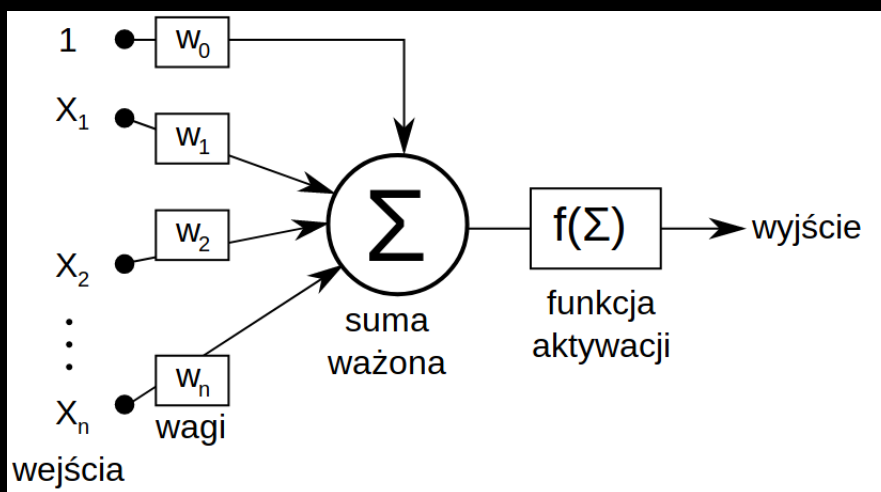 1
w₀
X₁
w₁
X₂
w₂
⋮
Xₙ
wₙ
wejścia
wagi
Σ
suma
ważona
f(Σ)
funkcja
aktywacji
wyjście